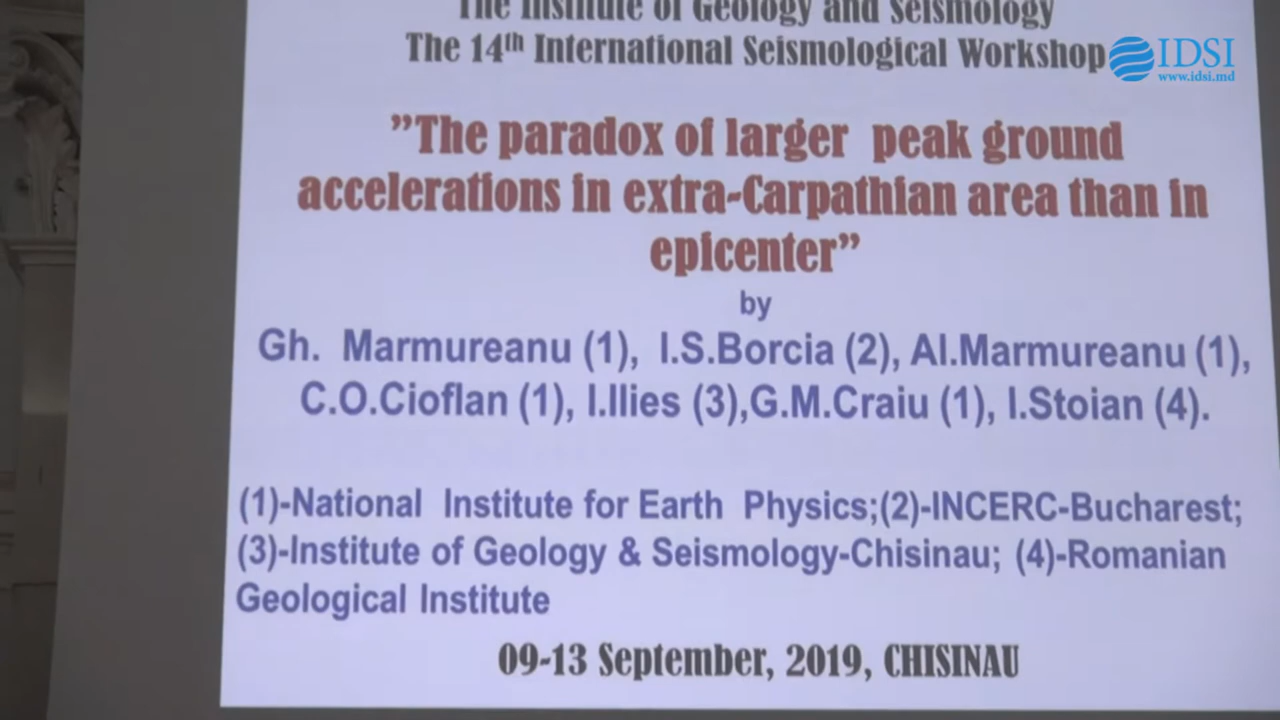 The Institute of Geology and Seismology
The 14th International Seismological Workshop
IDSI
www.idsi.md
"The paradox of larger peak ground
accelerations in extra-Carpathian area than in
epicenter"
by
Gh. Marmureanu (1), I.S.Borcia (2), Al.Marmureanu (1),
C.O.Cioflan (1), I.Ilies (3),G.M.Craiu (1), I.Stoian (4).
(1)-National Institute for Earth Physics;(2)-INCERC-Bucharest;
(3)-Institute of Geology & Seismology-Chisinau; (4)-Romanian
Geological Institute
09-13 September, 2019, CHISINAU